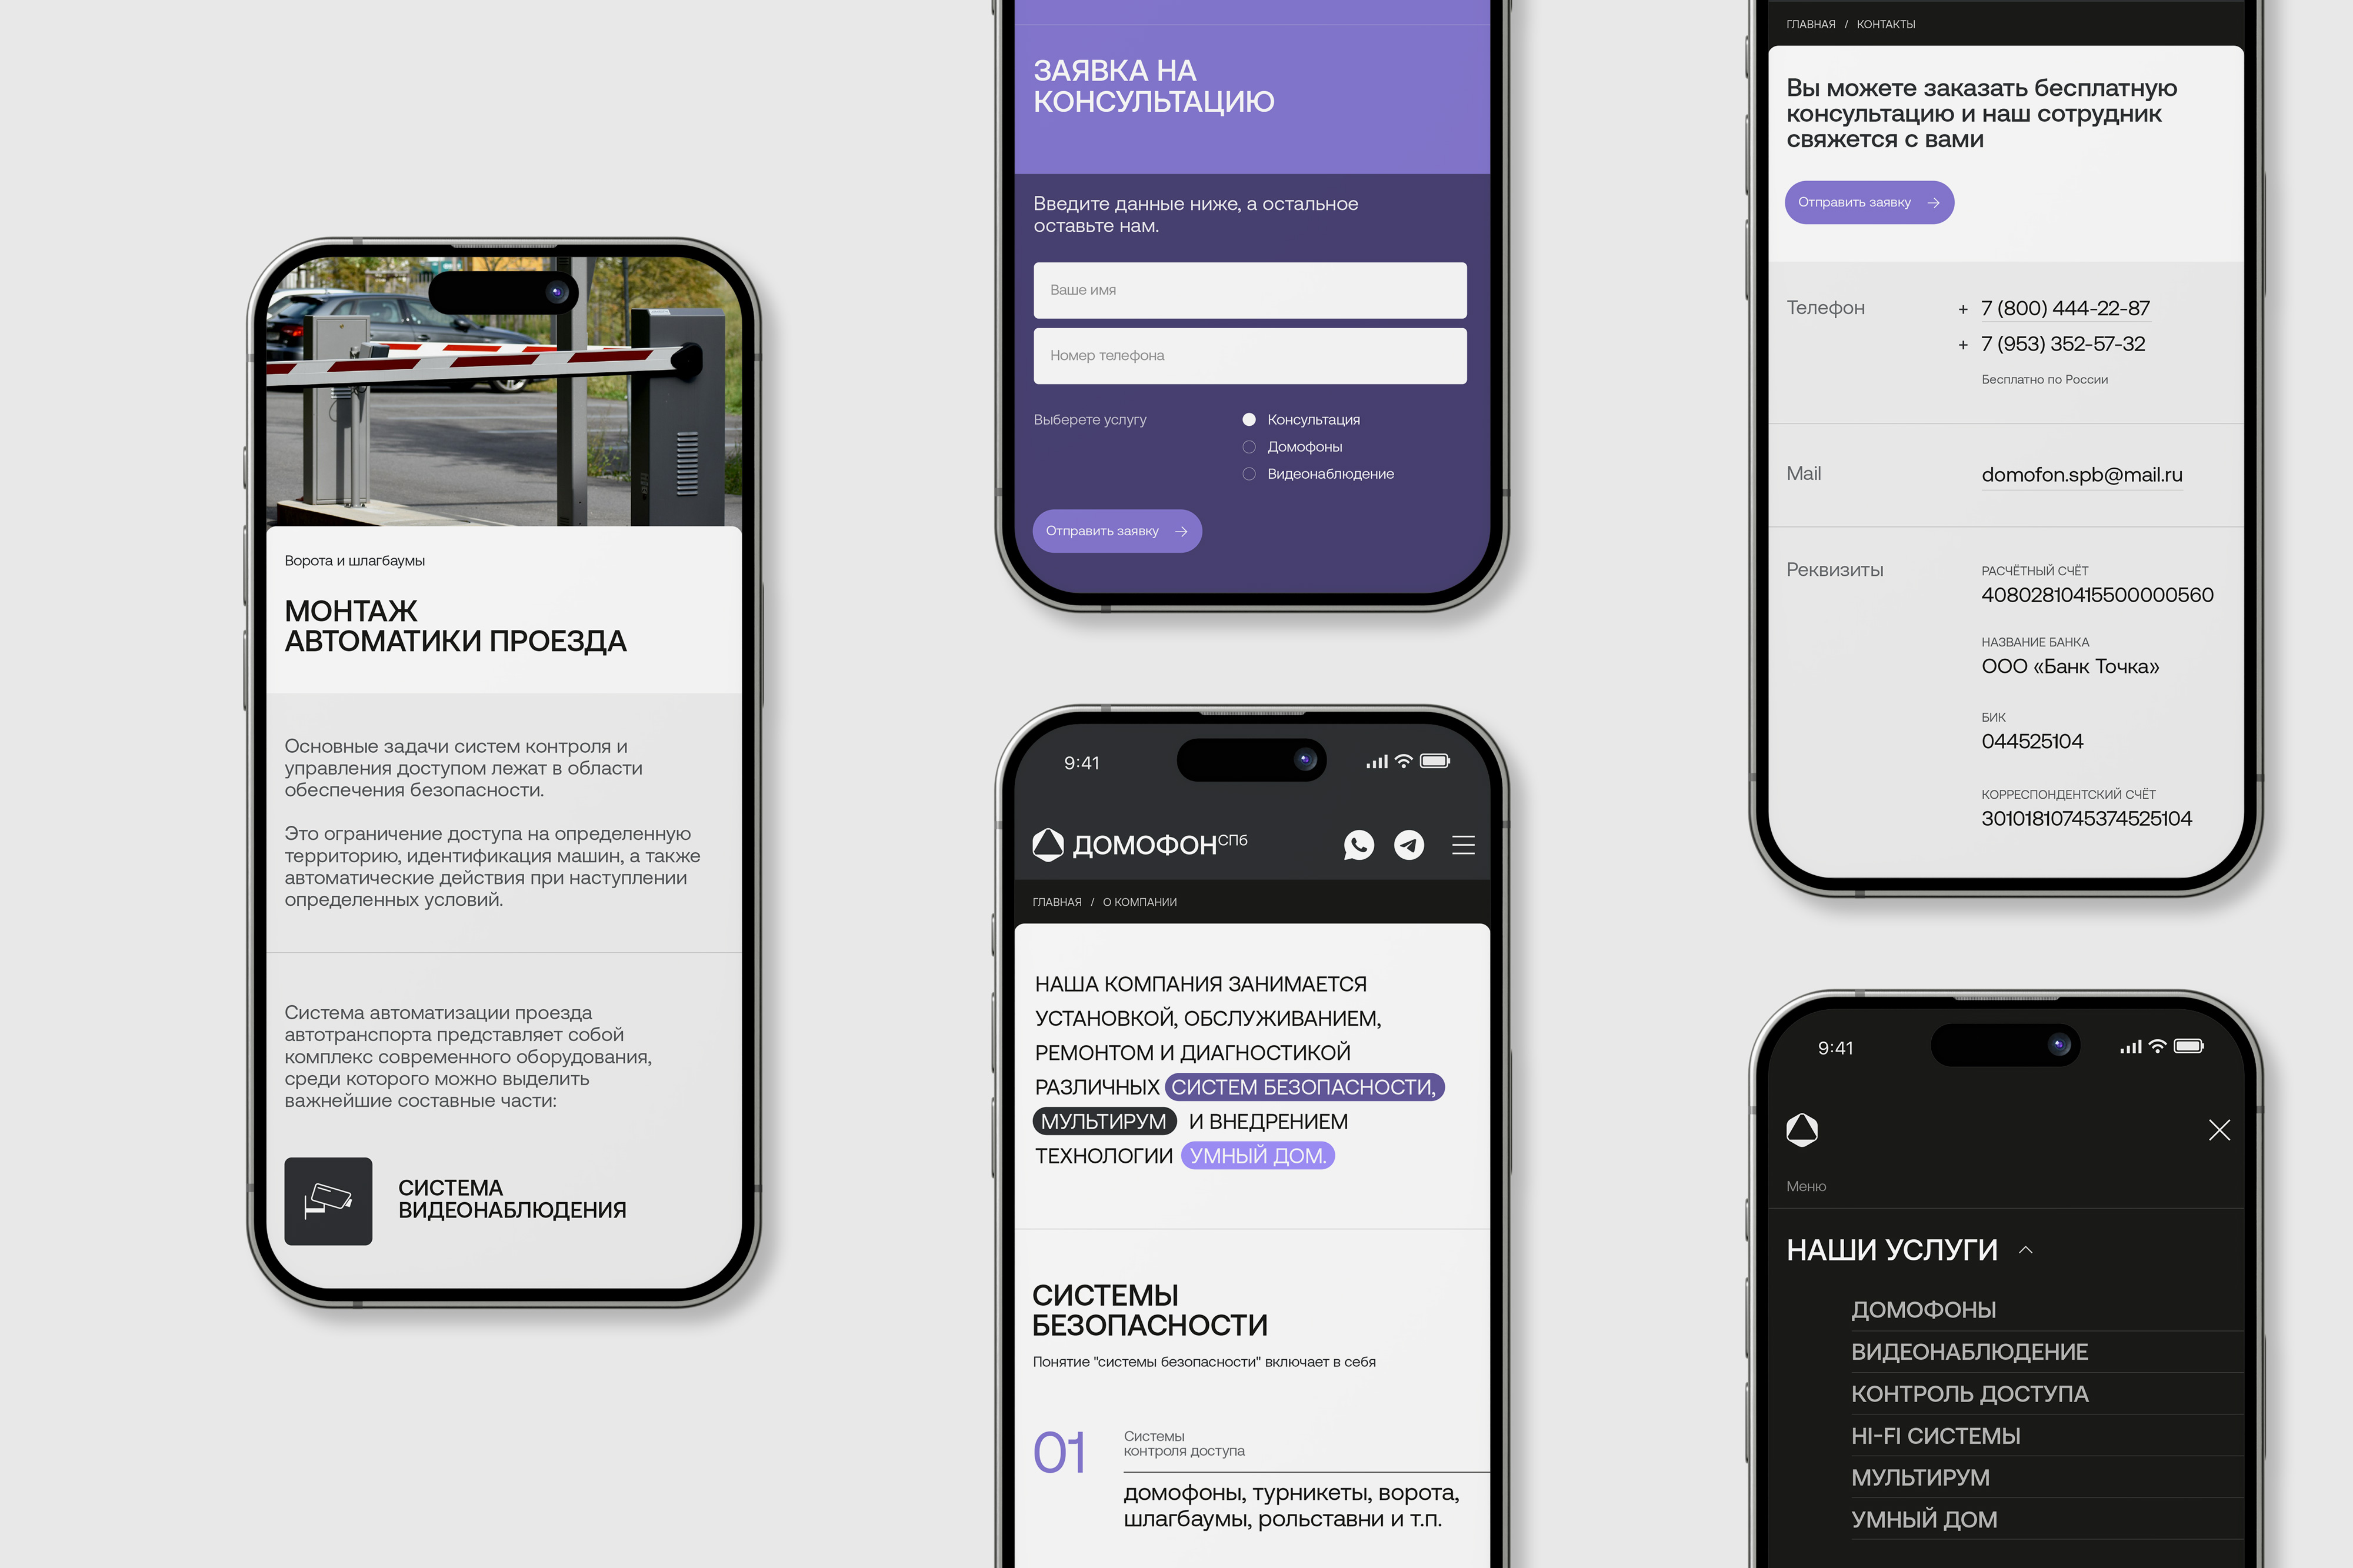 Ворота и шлагбаумы
МОНТАЖ
АВТОМАТИКИ ПРОЕЗДА
Основные задачи систем контроля и
управления доступом лежат в области
обеспечения безопасности.
Это ограничение доступа на определенную
территорию, идентификация машин, а также
автоматические действия при наступлении
определенных условий.
Система автоматизации проезда
автотранспорта представляет собой
комплекс современного оборудования,
среди которого можно выделить
важнейшие составные части:
СИСТЕМА
ВИДЕОНАБЛЮДЕНИЯ
ЗАЯВКА НА
КОНСУЛЬТАЦИЮ
Введите данные ниже, а остальное
оставьте нам.
Ваше имя
Номер телефона
Выберете услугу
Консультация
Домофоны
Видеонаблюдение
Отправить заявку
9:41
ДОМОФОНСПб
ГЛАВНАЯ / О КОМПАНИИ
НАША КОМПАНИЯ ЗАНИМАЕТСЯ
УСТАНОВКОЙ, ОБСЛУЖИВАНИЕМ,
РЕМОНТОМ И ДИАГНОСТИКОЙ
РАЗЛИЧНЫХ СИСТЕМ БЕЗОПАСНОСТИ,
МУЛЬТИРУМ И ВНЕДРЕНИЕМ
ТЕХНОЛОГИИ УМНЫЙ ДОМ.
СИСТЕМЫ
БЕЗОПАСНОСТИ
Понятие "системы безопасности" включает в себя
01
Системы
контроля доступа
домофоны, турникеты, ворота,
шлагбаумы, рольставни и т.п.
ГЛАВНАЯ / КОНТАКТЫ
Вы можете заказать бесплатную
консультацию и наш сотрудник
свяжется с вами
Отправить заявку
Телефон
+ 7 (800) 444-22-87
+ 7 (953) 352-57-32
Бесплатно по России
Mail
domofon.spb@mail.ru
Реквизиты
РАСЧЁТНЫЙ СЧЁТ
40802810415500000560
НАЗВАНИЕ БАНКА
ООО «Банк Точка»
БИК
044525104
КОРРЕСПОНДЕНТСКИЙ СЧЁТ
30101810745374525104
9:41
Меню
НАШИ УСЛУГИ
ДОМОФОНЫ
ВИДЕОНАБЛЮДЕНИЕ
КОНТРОЛЬ ДОСТУПА
HI-FI СИСТЕМЫ
МУЛЬТИРУМ
УМНЫЙ ДОМ